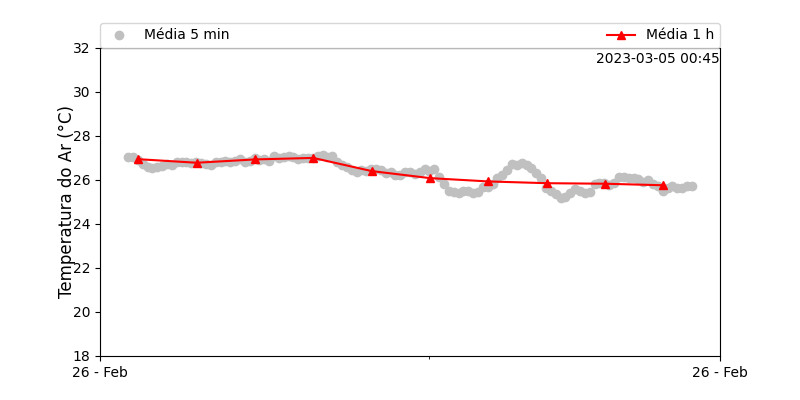 Média 5 min
Média 1 h
2023-03-05 00:45
Temperatura do Ar (°C)
32
30
28
26
24
22
20
18
26 - Feb
26 - Feb